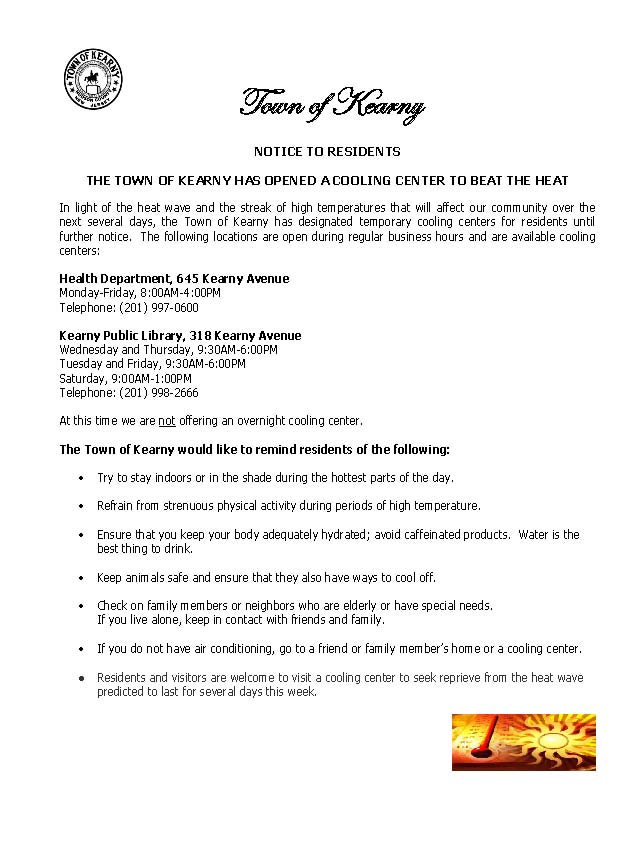 TOWN OF KEARNY
HUDSON COUNTY
NEW JERSEY
Town of Kearny
NOTICE TO RESIDENTS
THE TOWN OF KEARNY HAS OPENED A COOLING CENTER TO BEAT THE HEAT
In light of the heat wave and the streak of high temperatures that will affect our community over the
next several days, the Town of Kearny has designated temporary cooling centers for residents until
further notice. The following locations are open during regular business hours and are available cooling
centers:
Health Department, 645 Kearny Avenue
Monday-Friday, 8:00AM-4:00PM
Telephone: (201) 997-0600
Kearny Public Library, 318 Kearny Avenue
Wednesday and Thursday, 9:30AM-6:00PM
Tuesday and Friday, 9:30AM-6:00PM
Saturday, 9:00AM-1:00PM
Telephone: (201) 998-2666
At this time we are not offering an overnight cooling center.
The Town of Kearny would like to remind residents of the following:
• Try to stay indoors or in the shade during the hottest parts of the day.
• Refrain from strenuous physical activity during periods of high temperature.
• Ensure that you keep your body adequately hydrated; avoid caffeinated products. Water is the
best thing to drink.
• Keep animals safe and ensure that they also have ways to cool off.
• Check on family members or neighbors who are elderly or have special needs.
If you live alone, keep in contact with friends and family.
• If you do not have air conditioning, go to a friend or family member's home or a cooling center.
• Residents and visitors are welcome to visit a cooling center to seek reprieve from the heat wave
predicted to last for several days this week.